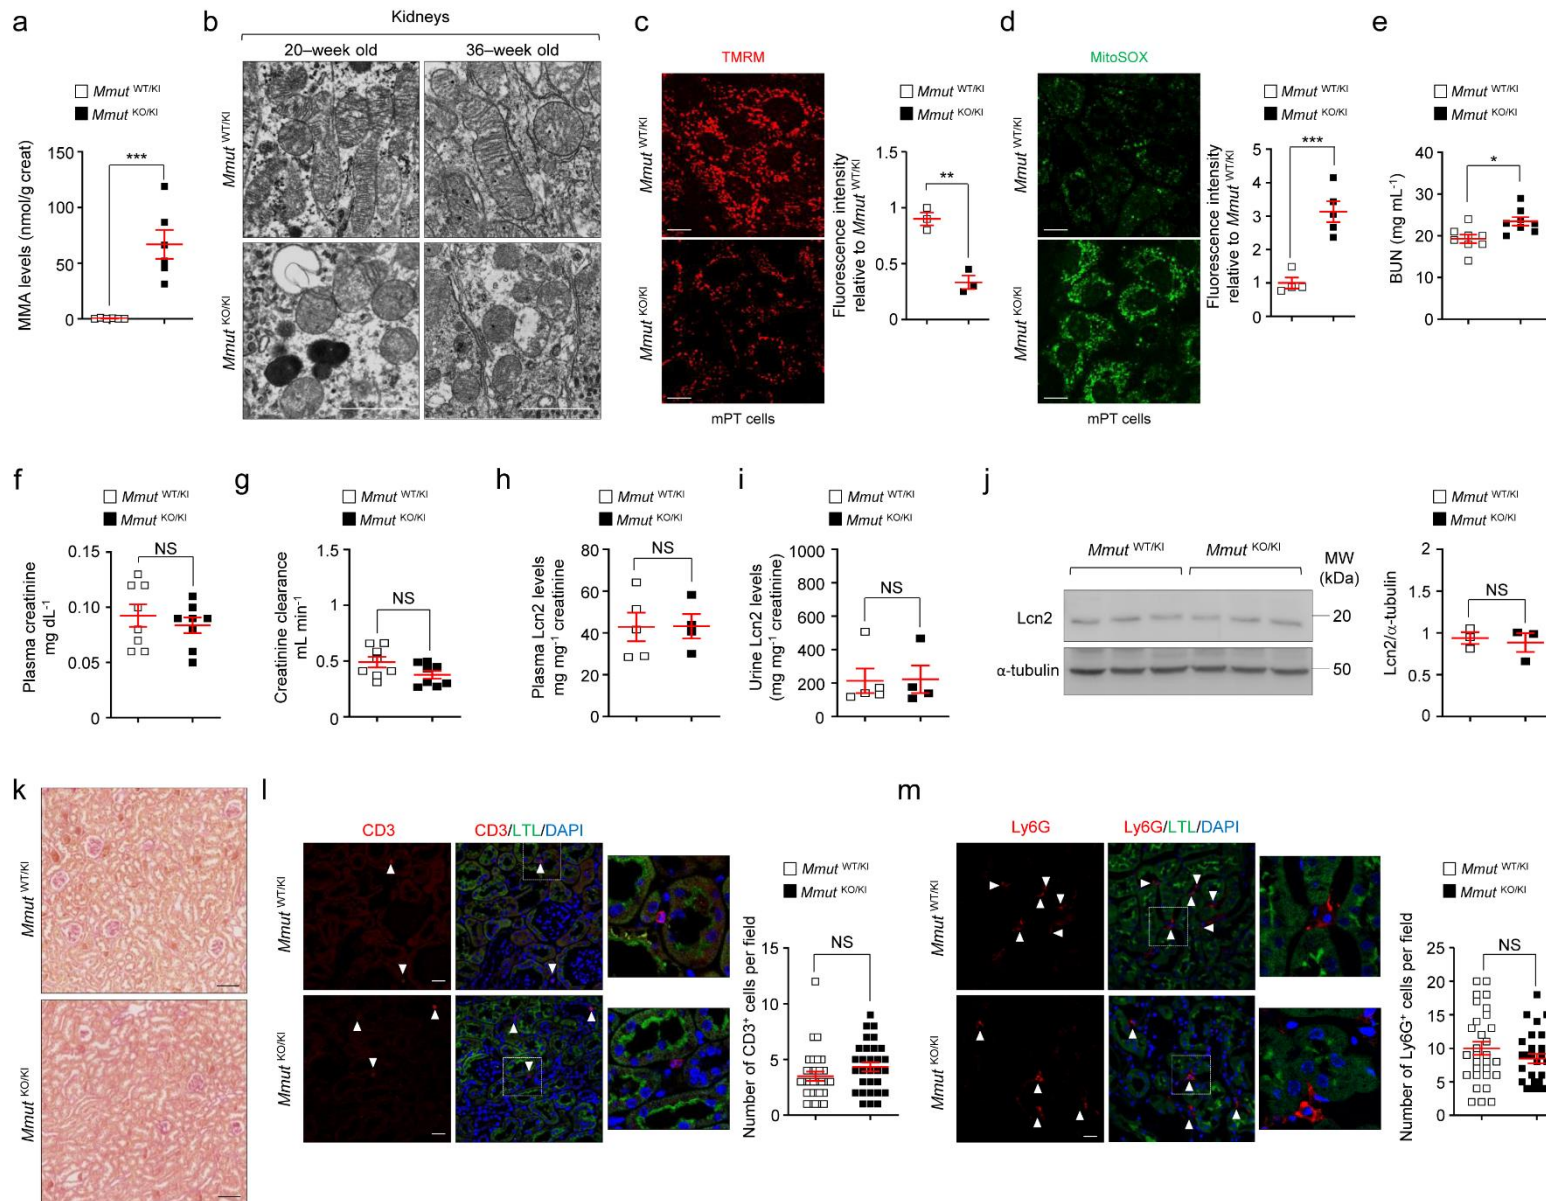 a
Mmut WT/KI
Mmut KO/KI
MMA levels (nmol/g creat)
150
100
50
0
***
b
Kidneys
20–week old
36–week old
Mmut WT/KI
Mmut KO/KI
c
TMRM
Mmut WT/KI
Mmut KO/KI
mPT cells
Mmut WT/KI
Mmut KO/KI
Fluorescence intensity
relative to Mmut WT/KI
1.5
1
0.5
0
**
d
MitoSOX
Mmut WT/KI
Mmut KO/KI
mPT cells
Mmut WT/KI
Mmut KO/KI
Fluorescence intensity
relative to Mmut WT/KI
5
4
3
2
1
0
***
e
Mmut WT/KI
Mmut KO/KI
BUN (mg mL-1)
40
30
20
10
0
*
f
Mmut WT/KI
Mmut KO/KI
Plasma creatinine
mg dL-1
0.15
0.10
0.05
0
NS
g
Mmut WT/KI
Mmut KO/KI
Creatinine clearance
mL min-1
1.5
1.0
0.5
0
NS
h
Mmut WT/KI
Mmut KO/KI
Plasma Lcn2 levels
mg mg-1 creatinine
80
60
40
20
0
NS
i
Mmut WT/KI
Mmut KO/KI
Urine Lcn2 levels
(mg mg-1 creatinine)
1000
800
600
400
200
0
NS
j
Mmut WT/KI
Mmut KO/KI
MW
(kDa)
Lcn2
20
α-tubulin
50
Mmut WT/KI
Mmut KO/KI
Lcn2/α-tubulin
2
1.5
1
0.5
0
NS
k
Mmut WT/KI
Mmut KO/KI
l
CD3
CD3/LTL/DAPI
Mmut WT/KI
Mmut KO/KI
Mmut WT/KI
Mmut KO/KI
Number of CD3+ cells per field
15
10
5
0
NS
m
Ly6G
Ly6G/LTL/DAPI
Mmut WT/KI
Mmut KO/KI
Mmut WT/KI
Mmut KO/KI
Number of Ly6G+ cells per field
25
20
15
10
5
0
NS